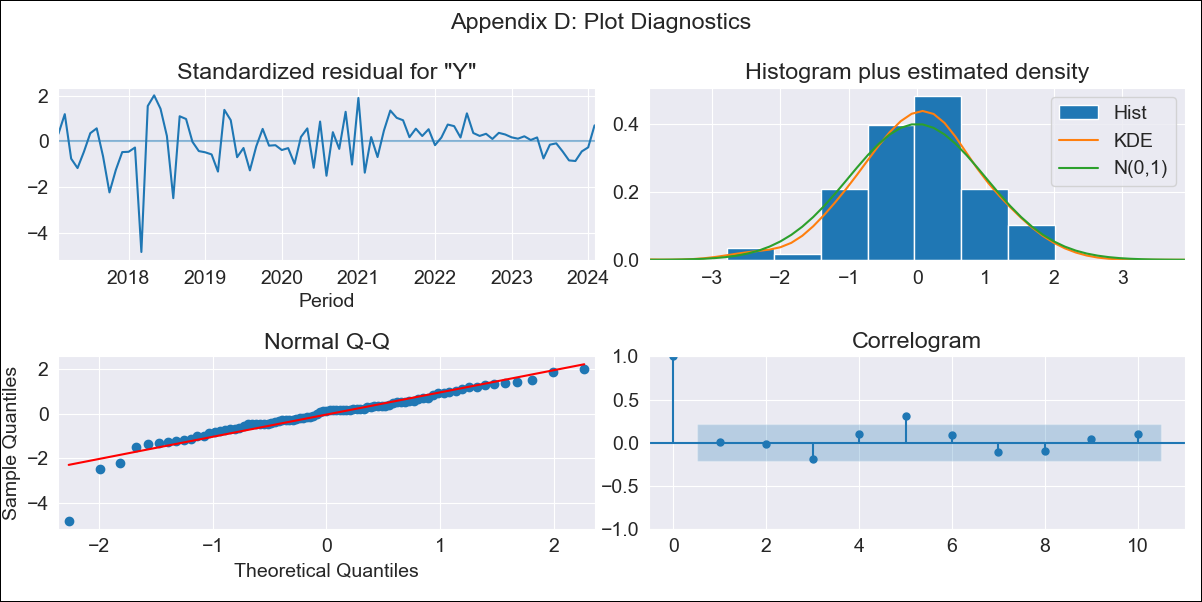 Appendix D: Plot Diagnostics
Standardized residual for "Y"
2
0
−2
−4
2018 2019 2020 2021 2022 2023 2024
Period
Histogram plus estimated density
Hist
KDE
N(0,1)
0.4
0.2
0.0
−3 −2 −1 0 1 2 3
Normal Q-Q
Sample Quantiles
2
0
−2
−4
−2 −1 0 1 2
Theoretical Quantiles
Correlogram
1.0
0.5
0.0
−0.5
−1.0
0 2 4 6 8 10